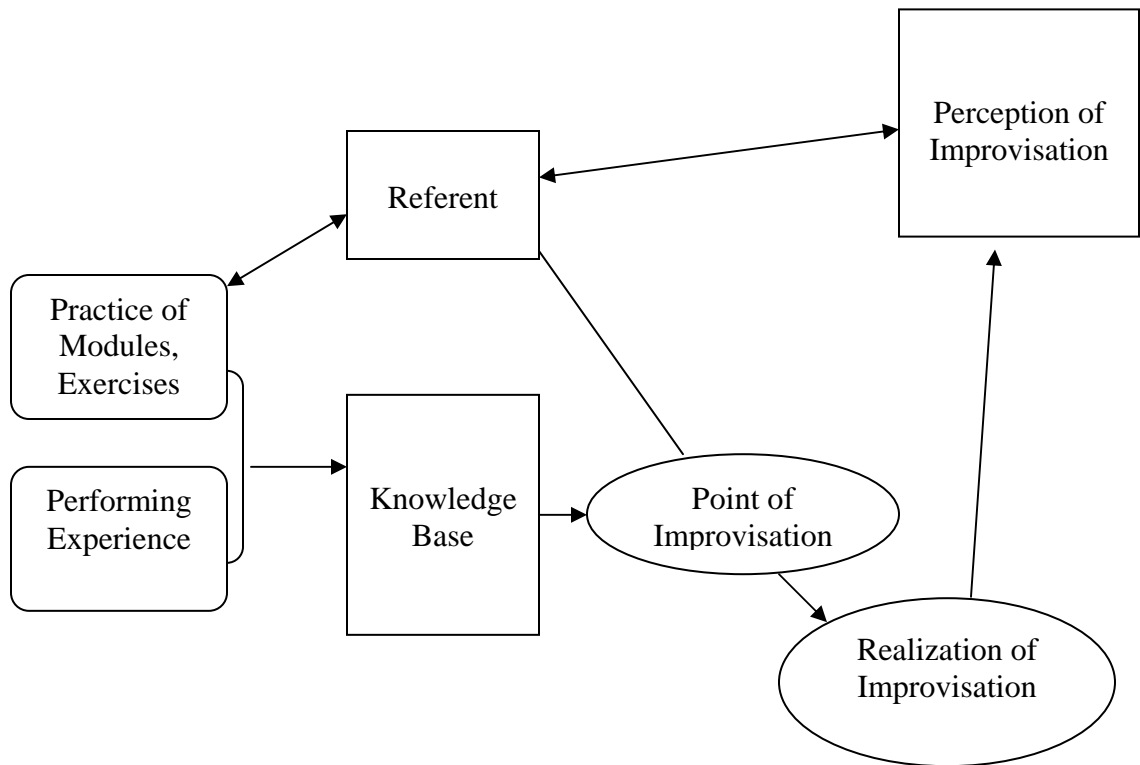 Perception of
Improvisation
Referent
Practice of
Modules,
Exercises
Performing
Experience
Knowledge
Base
Point of
Improvisation
Realization of
Improvisation